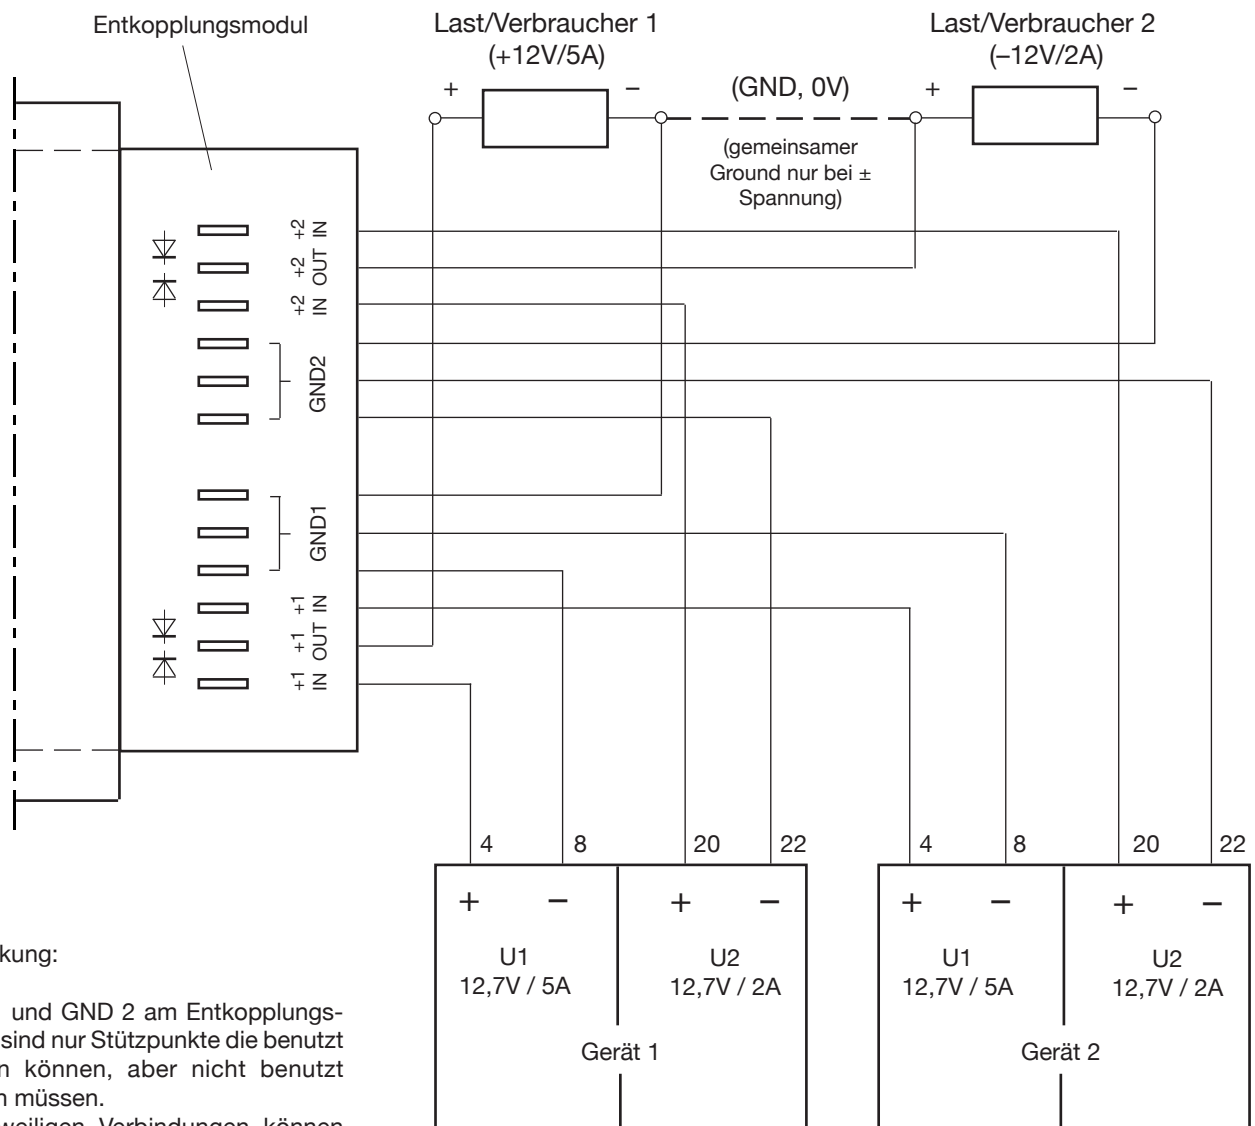 Entkopplungsmodul
Last/Verbraucher 1
(+12V/5A)
Last/Verbraucher 2
(–12V/2A)
+
–
(GND, 0V)
+
–
(gemeinsamer
Ground nur bei ±
Spannung)
+2
IN
+2
OUT
+2
IN
GND2
GND1
+1
IN
+1
OUT
+1
IN
4
8
20
22
4
8
20
22
+
–
+
–
+
–
+
–
U1
12,7V / 5A
U2
12,7V / 2A
U1
12,7V / 5A
U2
12,7V / 2A
Gerät 1
Gerät 2
kung:
und GND 2 am Entkopplungs-
sind nur Stützpunkte die benutzt
n können, aber nicht benutzt
n müssen.
weiligen Verbindungen können